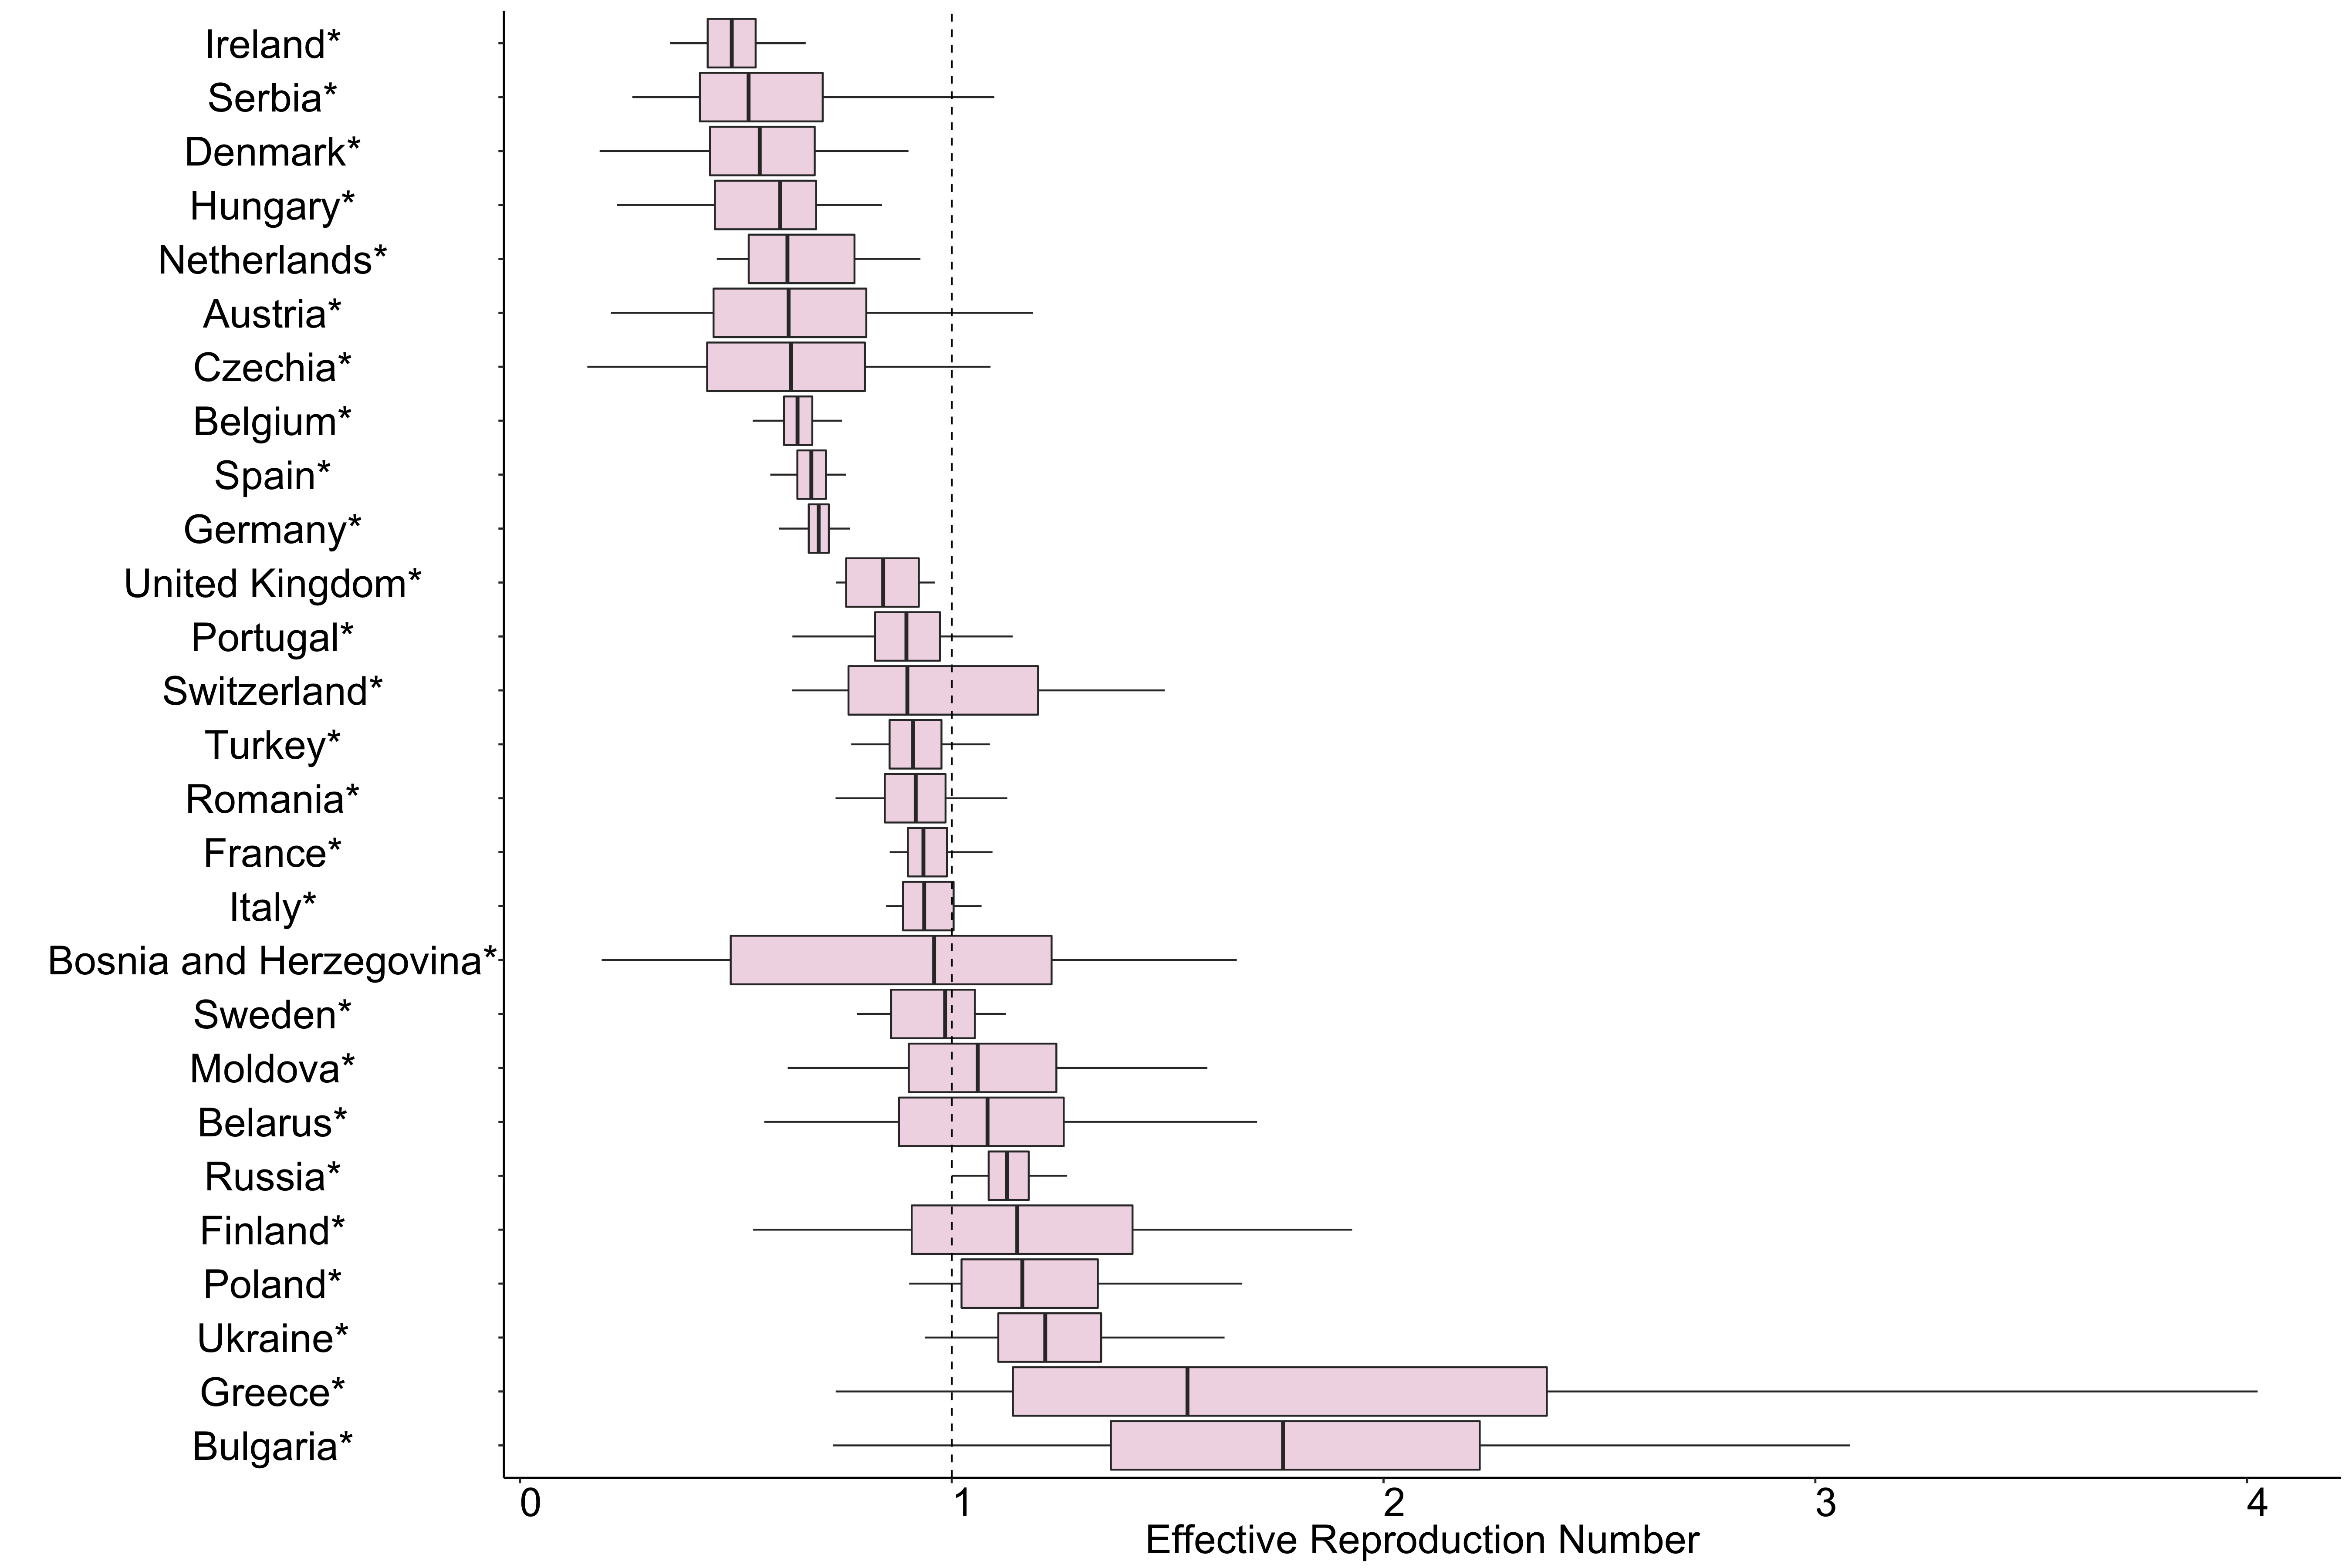 Ireland*
Serbia*
Denmark*
Hungary*
Netherlands*
Austria*
Czechia*
Belgium*
Spain*
Germany*
United Kingdom*
Portugal*
Switzerland*
Turkey*
Romania*
France*
Italy*
Bosnia and Herzegovina*
Sweden*
Moldova*
Belarus*
Russia*
Finland*
Poland*
Ukraine*
Greece*
Bulgaria*
0 1 2 3 4
Effective Reproduction Number